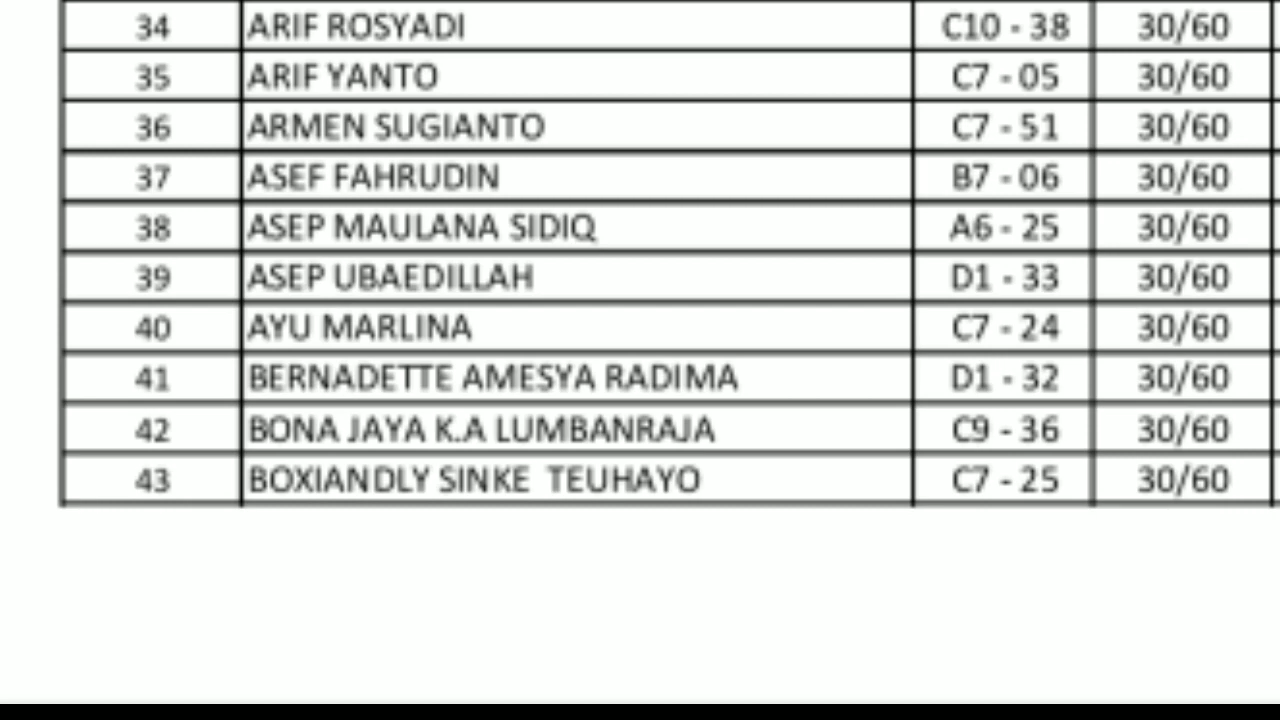 34 ARIF ROSYADI C10 - 38 30/60
35 ARIF YANTO C7 - 05 30/60
36 ARMEN SUGIANTO C7 - 51 30/60
37 ASEF FAHRUDIN B7 - 06 30/60
38 ASEP MAULANA SIDIQ A6 - 25 30/60
39 ASEP UBAEDILLAH D1 - 33 30/60
40 AYU MARLINA C7 - 24 30/60
41 BERNADETTE AMESYA RADIMA D1 - 32 30/60
42 BONA JAYA K.A LUMBANRAJA C9 - 36 30/60
43 BOXIANDLY SINKE TEUHAYO C7 - 25 30/60